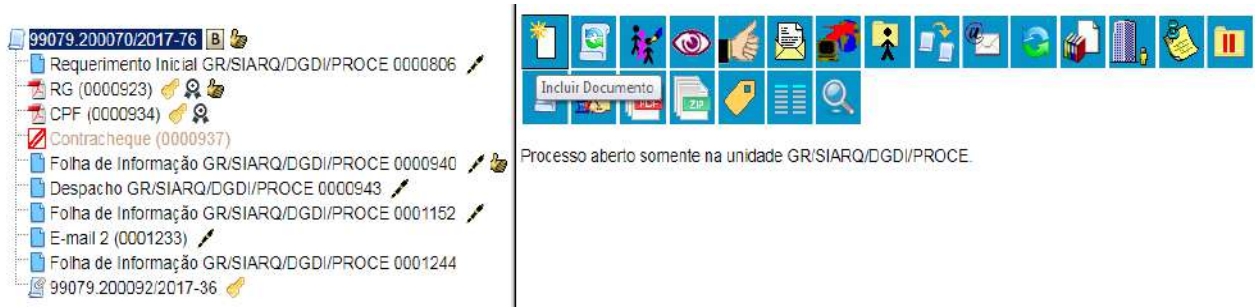 99079.200070/2017-76 B
Requerimento Inicial GR/SIARQ/DGDI/PROCE 0000806
RG (0000923)
CPF (0000934)
Contracheque (0000937)
Folha de Informação GR/SIARQ/DGDI/PROCE 0000940
Despacho GR/SIARQ/DGDI/PROCE 0000943
Folha de Informação GR/SIARQ/DGDI/PROCE 0001152
E-mail 2 (0001233)
Folha de Informação GR/SIARQ/DGDI/PROCE 0001244
99079.200092/2017-36
Incluir Documento
PDF
ZIP
Processo aberto somente na unidade GR/SIARQ/DGDI/PROCE.